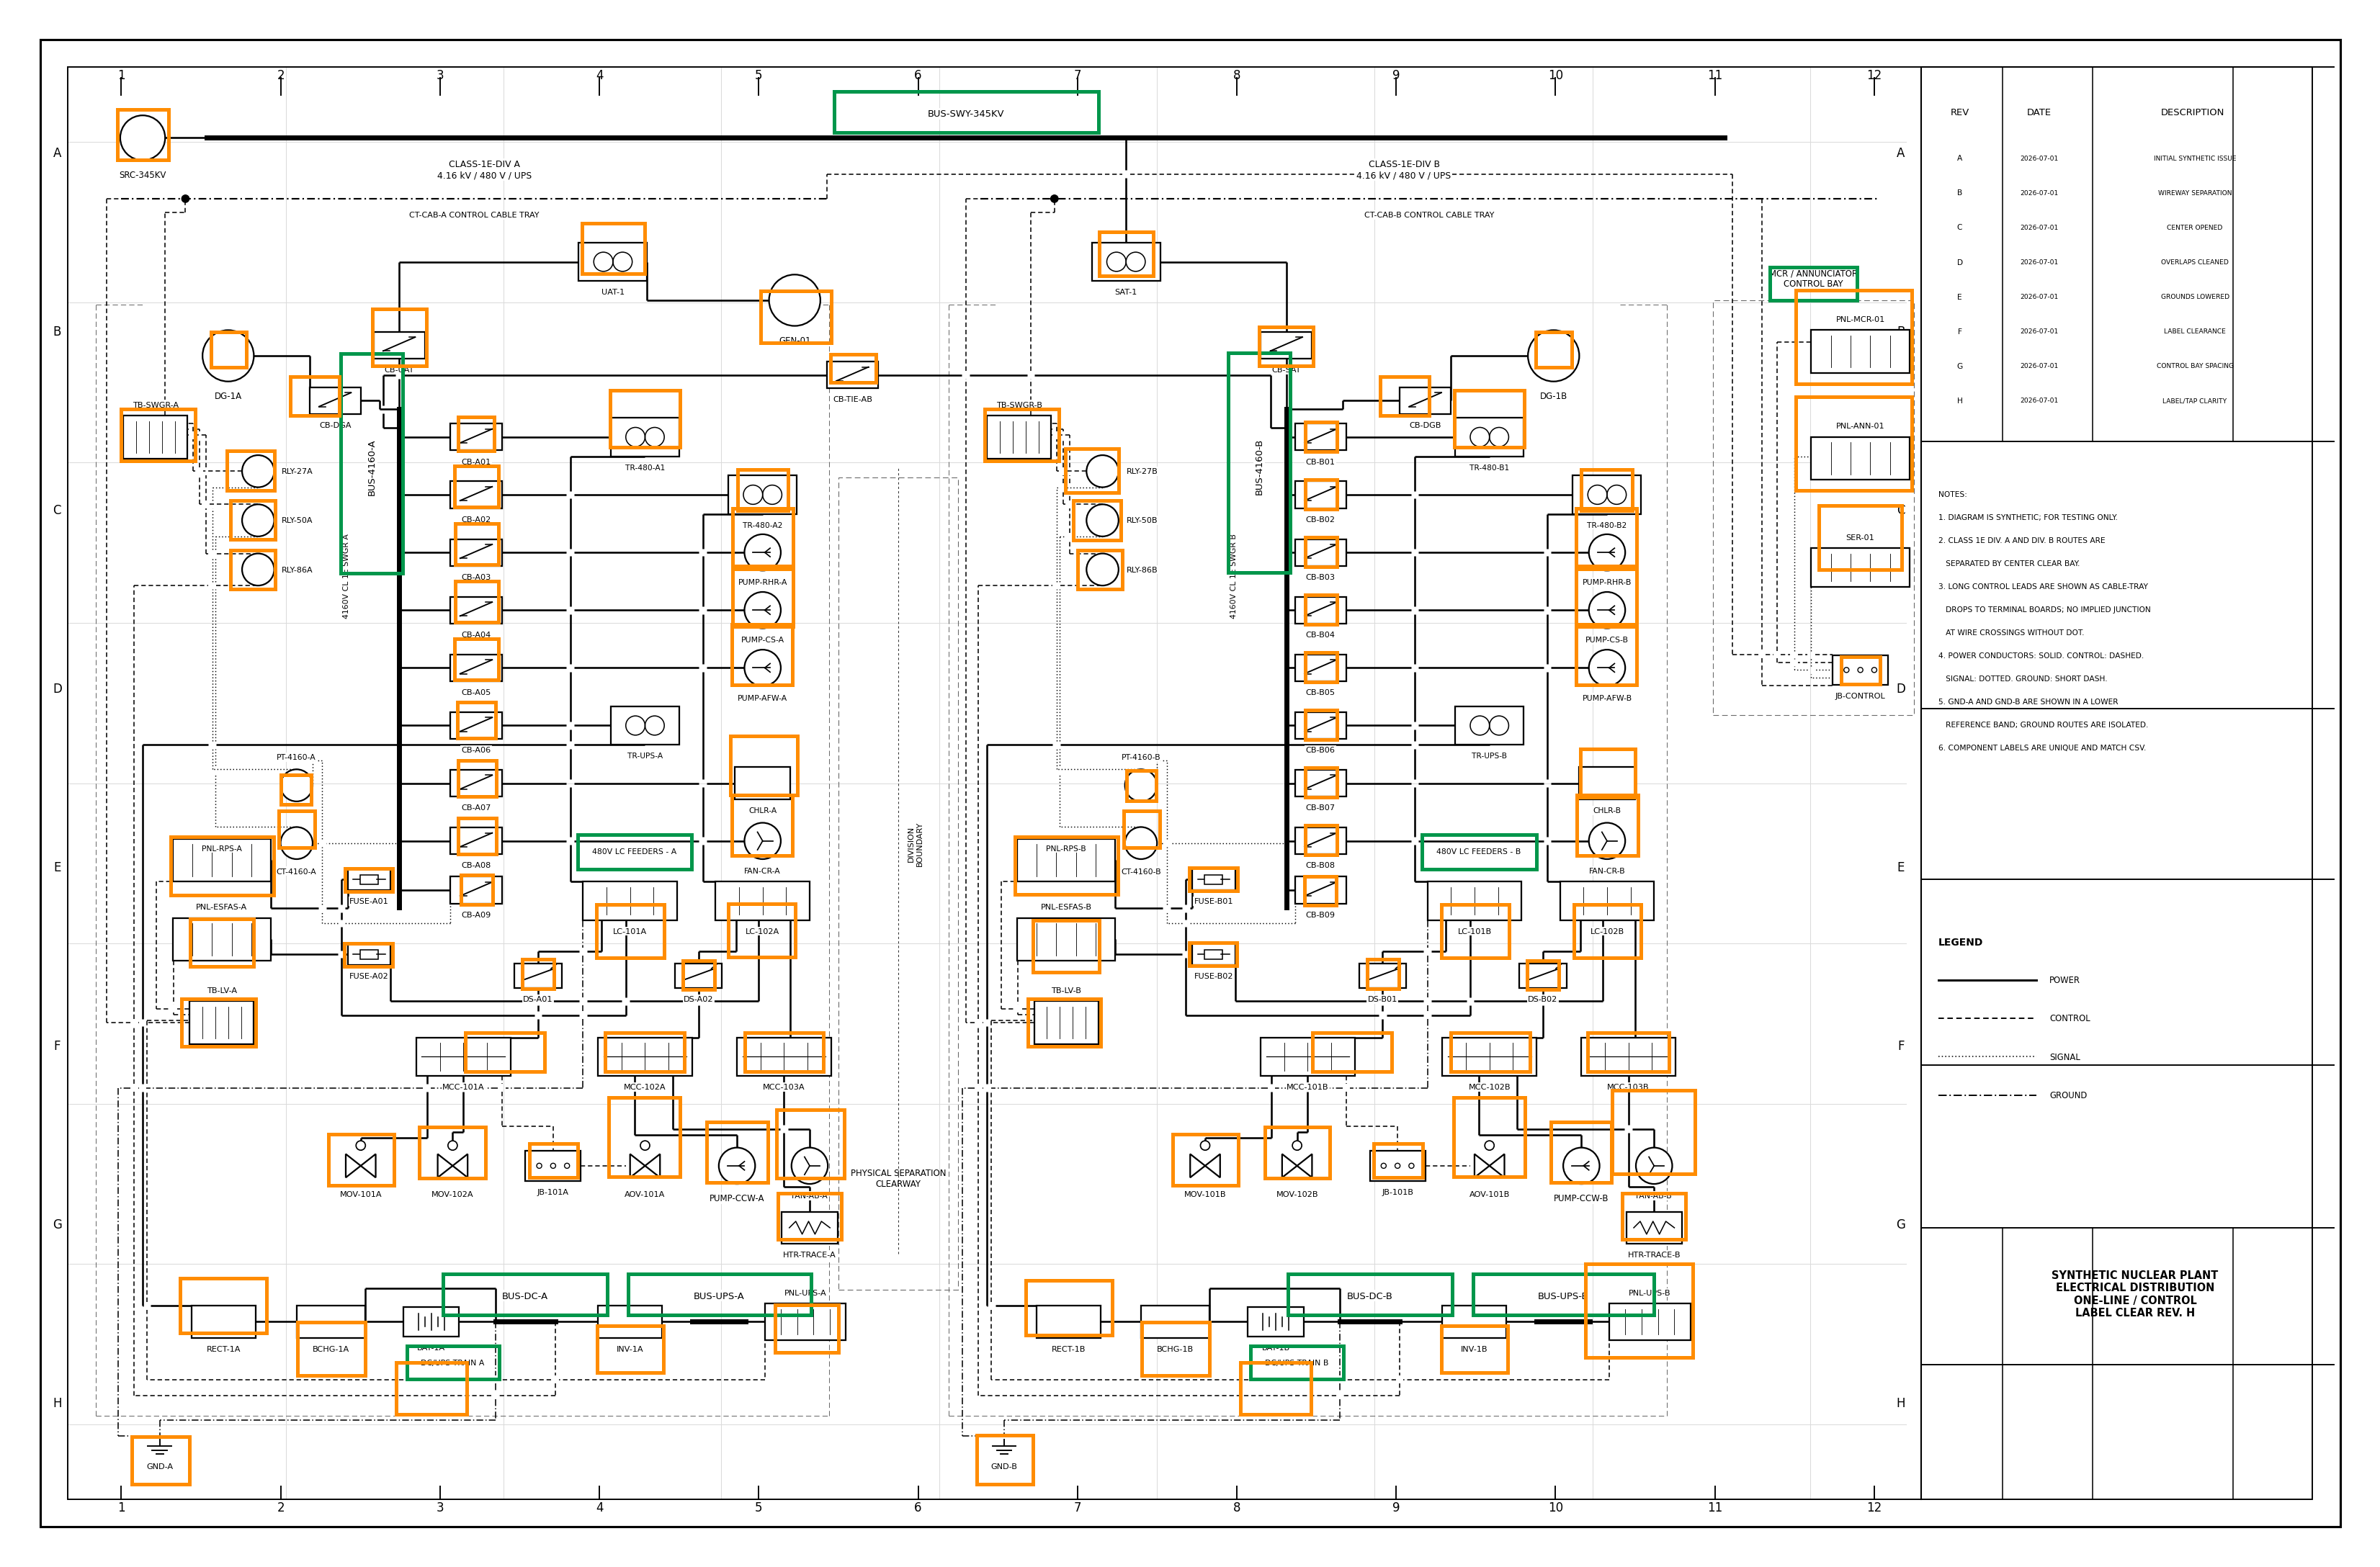 1 2 3 4 5 6 7 8 9 10 11 12
REV DATE DESCRIPTION
A 2026-07-01 INITIAL SYNTHETIC ISSUE
B 2026-07-01 WIREWAY SEPARATION
C 2026-07-01 CENTER OPENED
D 2026-07-01 OVERLAPS CLEANED
E 2026-07-01 GROUNDS LOWERED
F 2026-07-01 LABEL CLEARANCE
G 2026-07-01 CONTROL BAY SPACING
H 2026-07-01 LABEL/TAP CLARITY
BUS-SWY-345KV
A A
SRC-345KV
CLASS-1E-DIV A
4.16 kV / 480 V / UPS
CLASS-1E-DIV B
4.16 kV / 480 V / UPS
CT-CAB-A CONTROL CABLE TRAY
CT-CAB-B CONTROL CABLE TRAY
UAT-1
SAT-1
MCR / ANNUNCIATOR
CONTROL BAY
PNL-MCR-01
B B
GEN-01
CB-UAT
CB-SAT
DG-1A
CB-TIE-AB
DG-1B
TB-SWGR-A
CB-DGA
TB-SWGR-B
CB-DGB
PNL-ANN-01
BUS-4160-A
BUS-4160-B
CB-A01
TR-480-A1
CB-B01
TR-480-B1
RLY-27A
RLY-27B
C C
CB-A02
TR-480-A2
CB-B02
TR-480-B2
RLY-50A
RLY-50B
SER-01
4160V CL 1E SWGR A
4160V CL 1E SWGR B
RLY-86A
CB-A03
PUMP-RHR-A
RLY-86B
CB-B03
PUMP-RHR-B
CB-A04
PUMP-CS-A
CB-B04
PUMP-CS-B
D D
CB-A05
PUMP-AFW-A
CB-B05
PUMP-AFW-B
JB-CONTROL
CB-A06
TR-UPS-A
CB-B06
TR-UPS-B
PT-4160-A
PT-4160-B
CB-A07
CHLR-A
CB-B07
CHLR-B
NOTES:
1. DIAGRAM IS SYNTHETIC; FOR TESTING ONLY.
2. CLASS 1E DIV. A AND DIV. B ROUTES ARE
SEPARATED BY CENTER CLEAR BAY.
3. LONG CONTROL LEADS ARE SHOWN AS CABLE-TRAY
DROPS TO TERMINAL BOARDS; NO IMPLIED JUNCTION
AT WIRE CROSSINGS WITHOUT DOT.
4. POWER CONDUCTORS: SOLID. CONTROL: DASHED.
SIGNAL: DOTTED. GROUND: SHORT DASH.
5. GND-A AND GND-B ARE SHOWN IN A LOWER
REFERENCE BAND; GROUND ROUTES ARE ISOLATED.
6. COMPONENT LABELS ARE UNIQUE AND MATCH CSV.
DIVISION
BOUNDARY
PNL-RPS-A
480V LC FEEDERS - A
PNL-RPS-B
480V LC FEEDERS - B
E E
CT-4160-A
CB-A08
FAN-CR-A
CT-4160-B
CB-B08
FAN-CR-B
FUSE-A01
FUSE-B01
PNL-ESFAS-A
CB-A09
PNL-ESFAS-B
CB-B09
LC-101A
LC-102A
LC-101B
LC-102B
FUSE-A02
FUSE-B02
TB-LV-A
DS-A01
DS-A02
TB-LV-B
DS-B01
DS-B02
F F
MCC-101A
MCC-102A
MCC-103A
MCC-101B
MCC-102B
MCC-103B
LEGEND
POWER
CONTROL
SIGNAL
GROUND
PHYSICAL SEPARATION
CLEARWAY
MOV-101A
MOV-102A
JB-101A
AOV-101A
PUMP-CCW-A
FAN-AB-A
MOV-101B
MOV-102B
JB-101B
AOV-101B
PUMP-CCW-B
FAN-AB-B
G G
HTR-TRACE-A
HTR-TRACE-B
BUS-DC-A
BUS-UPS-A
PNL-UPS-A
BUS-DC-B
BUS-UPS-B
PNL-UPS-B
RECT-1A
BCHG-1A
BAT-1A
INV-1A
RECT-1B
BCHG-1B
BAT-1B
INV-1B
DC/UPS TRAIN A
DC/UPS TRAIN B
SYNTHETIC NUCLEAR PLANT
ELECTRICAL DISTRIBUTION
ONE-LINE / CONTROL
LABEL CLEAR REV. H
H H
GND-A
GND-B
1 2 3 4 5 6 7 8 9 10 11 12